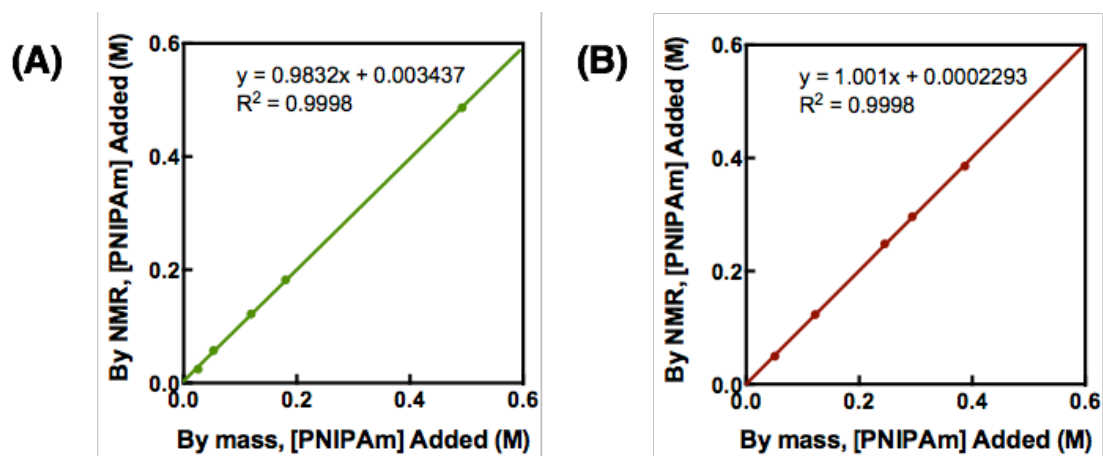 (A)
By NMR, [PNIPAm] Added (M)
0.6
0.4
0.2
0.0
y = 0.9832x + 0.003437
R² = 0.9998
0.0 0.2 0.4 0.6
By mass, [PNIPAm] Added (M)
(B)
By NMR, [PNIPAm] Added (M)
0.6
0.4
0.2
0.0
y = 1.001x + 0.0002293
R² = 0.9998
0.0 0.2 0.4 0.6
By mass, [PNIPAm] Added (M)